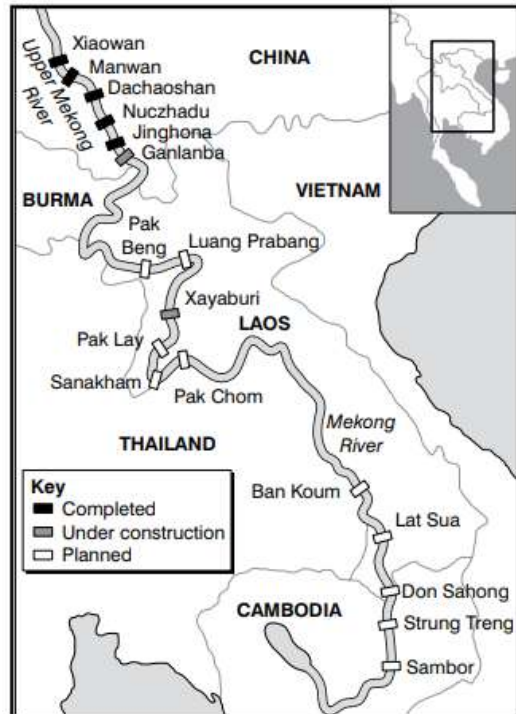 Xiaowan
Manwan
Dachaoshan
Nuczhadu
Jinghona
Ganlanba
Upper Mekong
River
CHINA
BURMA
VIETNAM
Pak
Beng
Luang Prabang
Xayaburi
LAOS
Pak Lay
Sanakham
Pak Chom
Mekong
River
THAILAND
Ban Koum
Lat Sua
Key
Completed
Under construction
Planned
Don Sahong
CAMBODIA
Strung Treng
Sambor